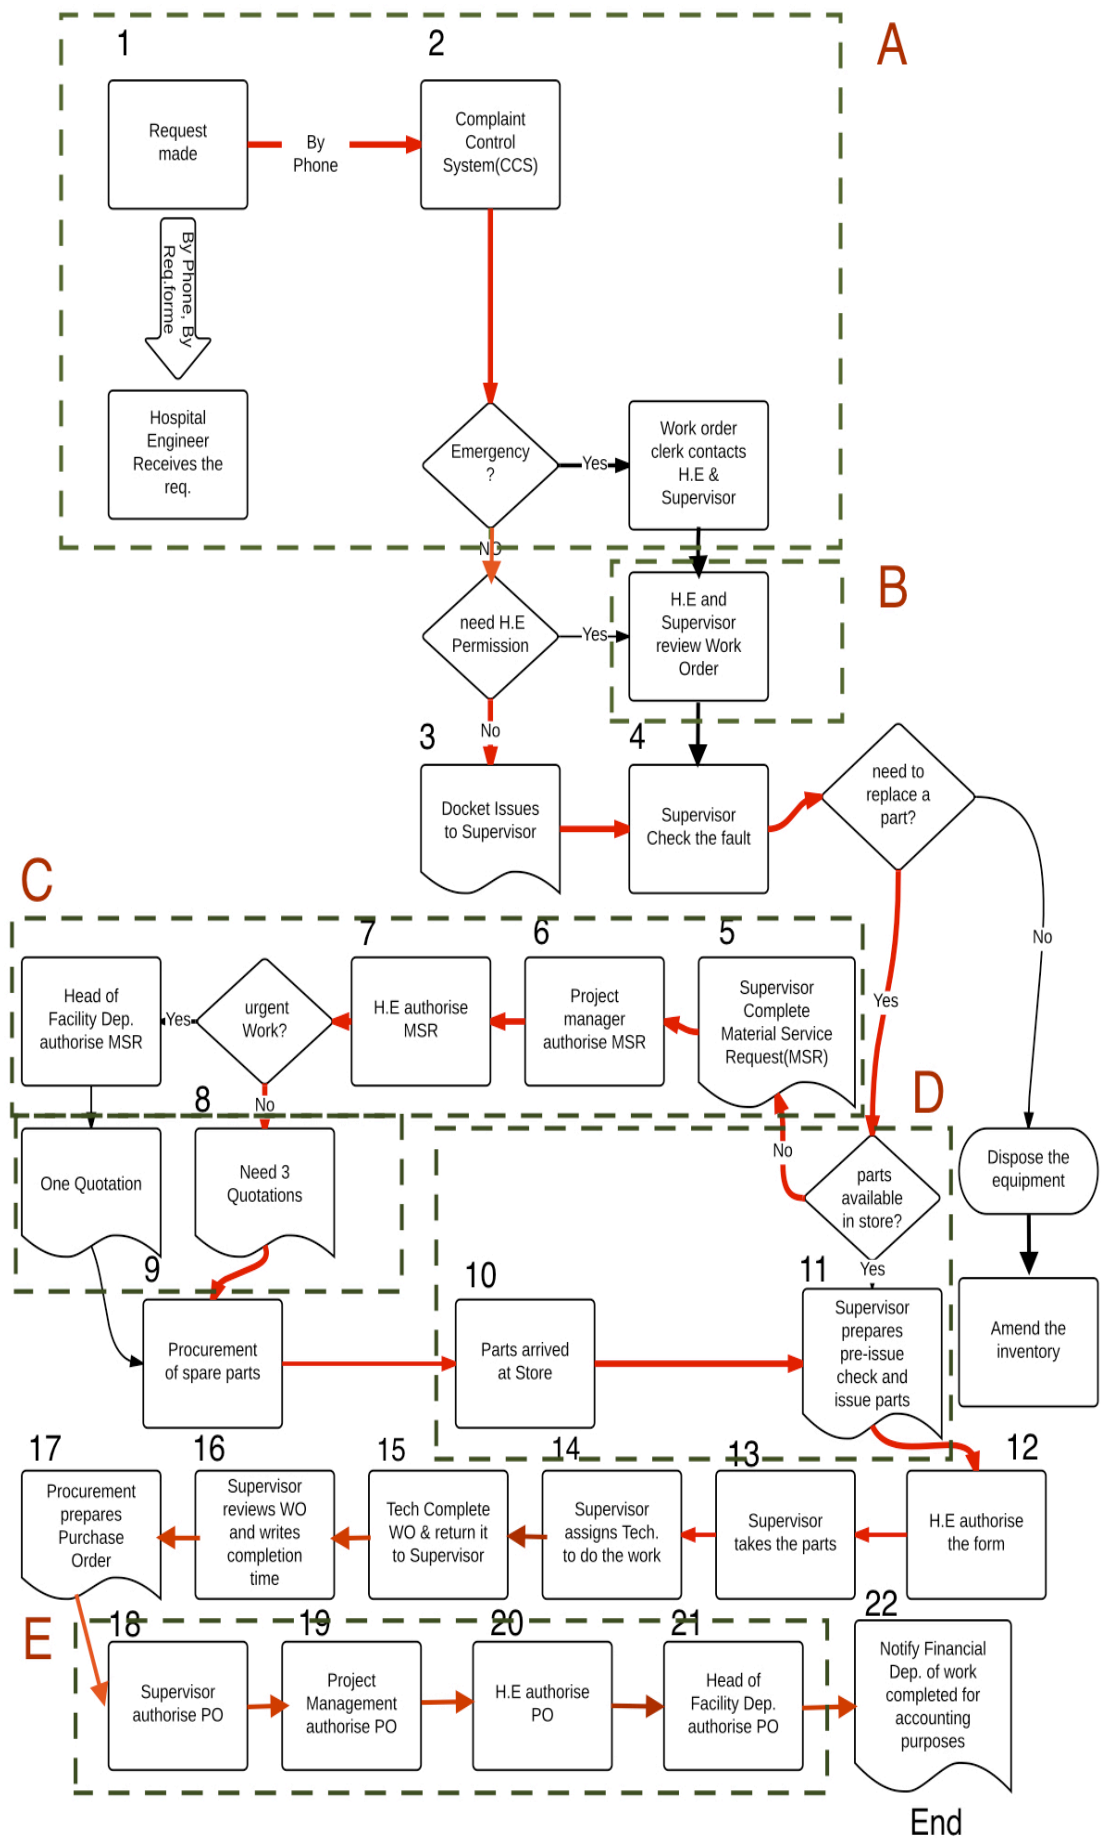 1
2
A
Request
made
By
Phone
Complaint
Control
System(CCS)
By Phone, By
Req.forme
Hospital
Engineer
Receives the
req.
Emergency
?
Yes
Work order
clerk contacts
H.E &
Supervisor
NO
B
need H.E
Permission
Yes
H.E and
Supervisor
review Work
Order
No
3
4
Docket Issues
to Supervisor
Supervisor
Check the fault
need to
replace a
part?
No
Yes
C
7
6
5
Head of
Facility Dep.
authorise MSR
Yes
urgent
Work?
H.E authorise
MSR
Project
manager
authorise MSR
Supervisor
Complete
Material Service
Request(MSR)
8
No
D
One Quotation
Need 3
Quotations
No
parts
available
in store?
Dispose the
equipment
Yes
9
10
11
Procurement
of spare parts
Parts arrived
at Store
Supervisor
prepares
pre-issue
check and
issue parts
Amend the
inventory
17
16
15
14
13
12
Procurement
prepares
Purchase
Order
Supervisor
reviews WO
and writes
completion
time
Tech Complete
WO & return it
to Supervisor
Supervisor
assigns Tech.
to do the work
Supervisor
takes the parts
H.E authorise
the form
E
18
19
20
21
22
Supervisor
authorise PO
Project
Management
authorise PO
H.E authorise
PO
Head of
Facility Dep.
authorise PO
Notify Financial
Dep. of work
completed for
accounting
purposes
End